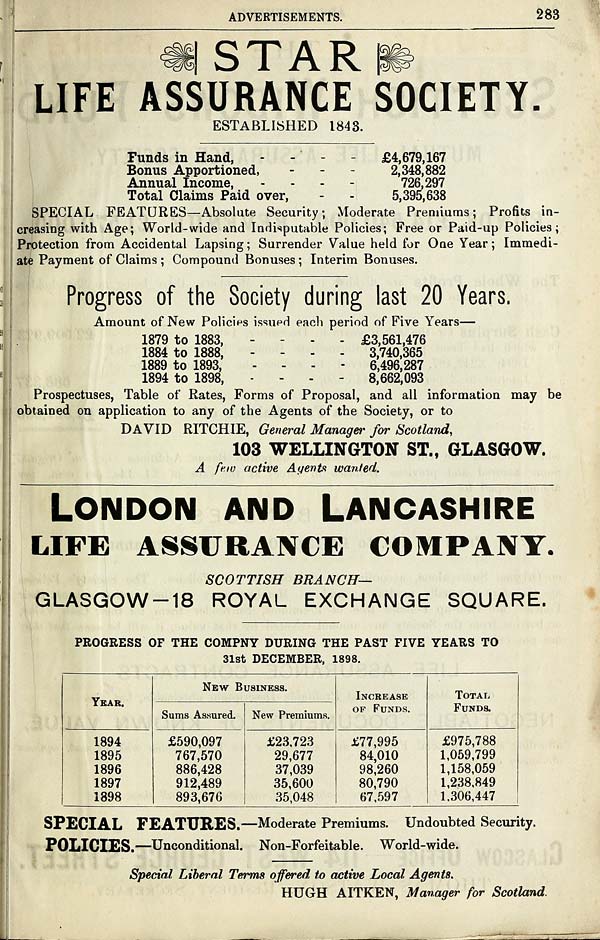 ADVERTISEMENTS. 283
STAR
LIFE ASSURANCE SOCIETY.
ESTABLISHED 1843.
Funds in Hand, - - - - £4,679,167
Bonus Apportioned, - - - 2,348,882
Annual Income, - - - - 726,297
Total Claims Paid over, - - 5,395,638
SPECIAL FEATURES—Absolute Security; Moderate Premiums; Profits in-
creasing with Age; World-wide and Indisputable Policies; Free or Paid-up Policies;
Protection from Accidental Lapsing; Surrender Value held for One Year; Immedi-
ate Payment of Claims; Compound Bonuses; Interim Bonuses.
Progress of the Society during last 20 Years.
Amount of New Policies issued each period of Five Years—
1879 to 1883, - - - - £3,561,476
1884 to 1888, - - - - 3,740,365
1889 to 1893, - - - - 6,496,287
1894 to 1898, - - - - 8,662,093
Prospectuses, Table of Rates, Forms of Proposal, and all information may be
obtained on application to any of the Agents of the Society, or to
DAVID RITCHIE, General Manager for Scotland,
103 WELLINGTON ST., GLASGOW.
A few active Agents wanted.
LONDON AND LANCASHIRE
LIFE ASSURANCE COMPANY.
SCOTTISH BRANCH—
GLASGOW—18 ROYAL EXCHANGE SQUARE.
PROGRESS OF THE COMPNY DURING THE PAST FIVE YEARS TO
31st DECEMBER, 1898.
YEAR. NEW BUSINESS. INCREASE OF FUNDS. TOTAL FUNDS.
Sums Assured. New Premiums.
1894 £590,097 £23,723 £77,995 £975,788
1895 767,570 29,677 84,010 1,059,799
1896 886,428 37,039 98,260 1,158,059
1897 912,489 35,600 80,790 1,238,849
1898 893,676 35,048 67,597 1,306,447
SPECIAL FEATURES.—Moderate Premiums. Undoubted Security.
POLICIES.—Unconditional. Non-Forfeitable. World-wide.
Special Liberal Terms offered to active Local Agents.
HUGH AITKEN, Manager for Scotland.